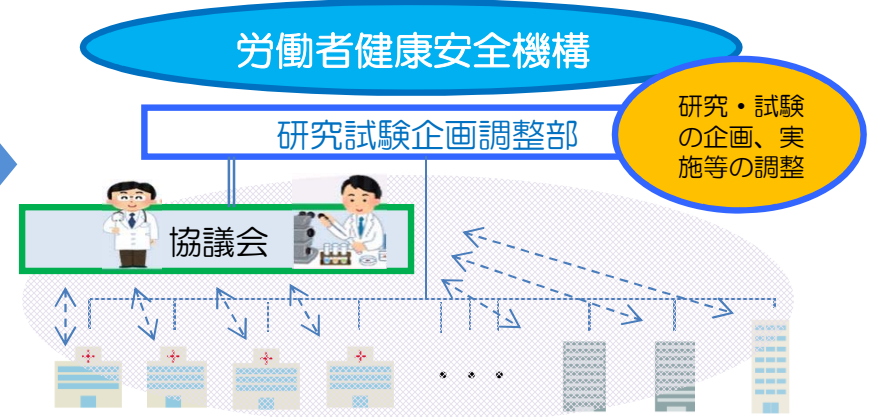 労働者健康安全機構
研究試験企画調整部
研究・試験
の企画、実
施等の調整
協議会
・・・